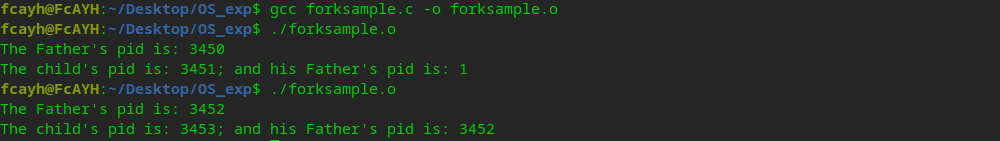 fcayh@FcAYH:~/Desktop/OS_exp$ gcc forksample.c -o forksample.o
fcayh@FcAYH:~/Desktop/OS_exp$ ./forksample.o
The Father's pid is: 3450
The child's pid is: 3451; and his Father's pid is: 1
fcayh@FcAYH:~/Desktop/OS_exp$ ./forksample.o
The Father's pid is: 3452
The child's pid is: 3453; and his Father's pid is: 3452